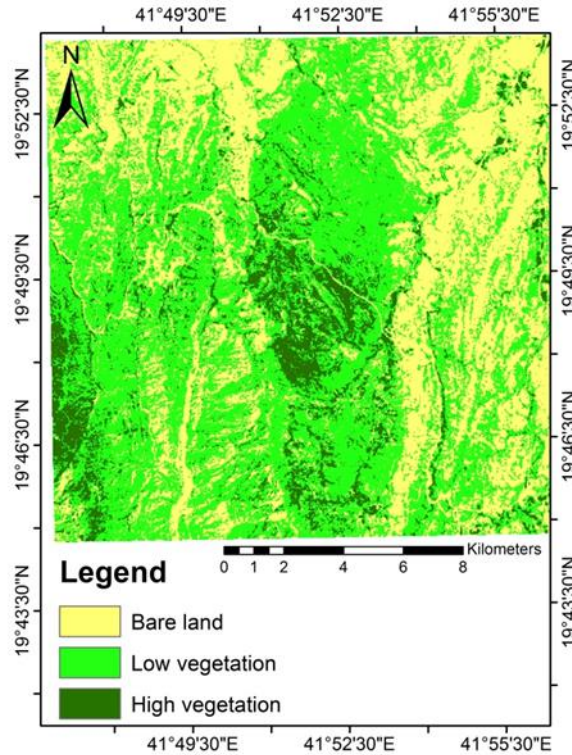 41°49'30"E 41°52'30"E 41°55'30"E
N
19°52'30"N 19°52'30"N
19°49'30"N 19°49'30"N
19°46'30"N 19°46'30"N
19°43'30"N 19°43'30"N
Kilometers
0 1 2 4 6 8
Legend
Bare land
Low vegetation
High vegetation
41°49'30"E 41°52'30"E 41°55'30"E